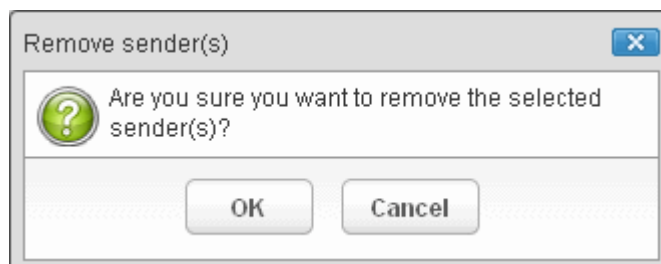 Remove sender(s)
Are you sure you want to remove the selected
sender(s)?
OK
Cancel